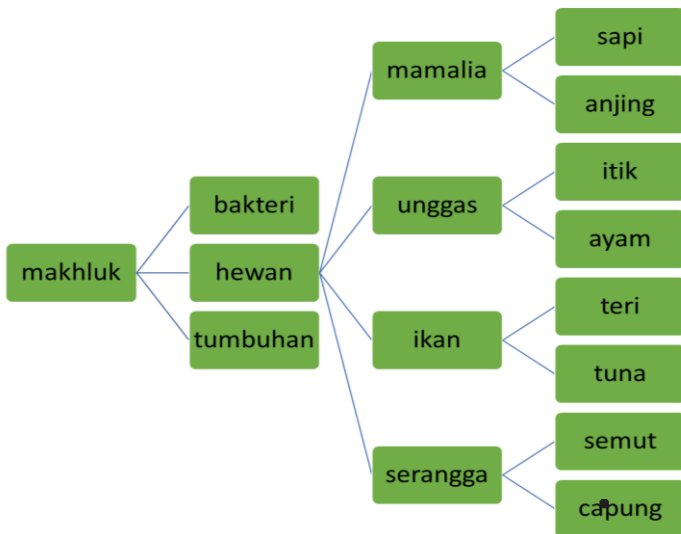 makhluk
bakteri
hewan
tumbuhan
mamalia
unggas
ikan
serangga
sapi
anjing
itik
ayam
teri
tuna
semut
capung